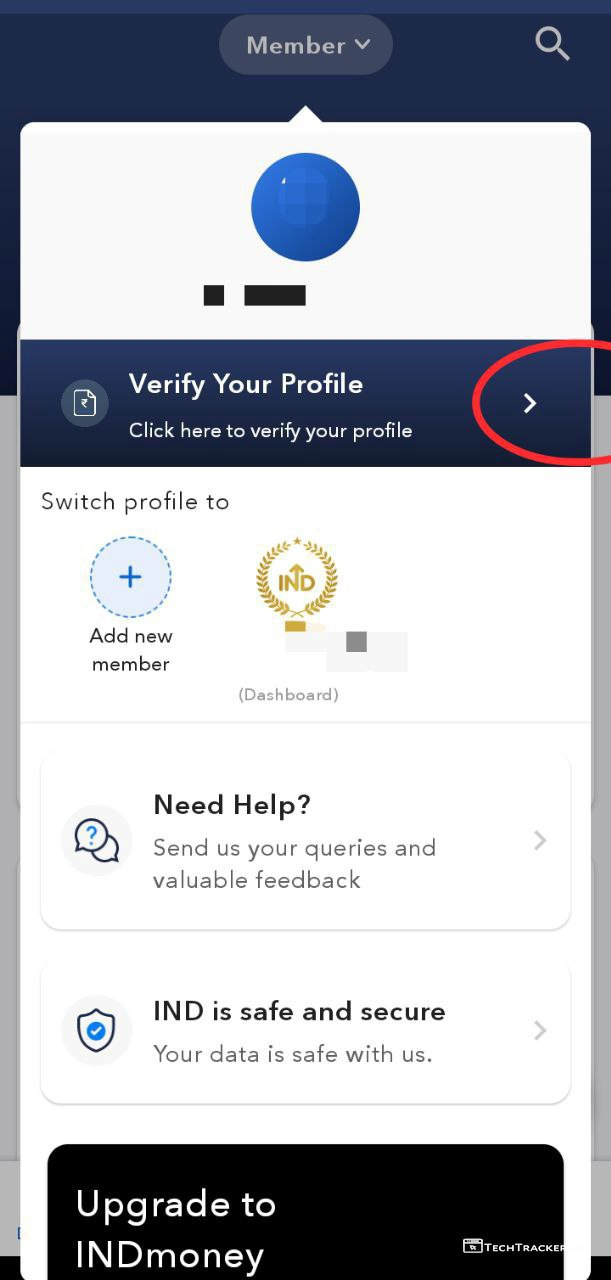 Member
Verify Your Profile
₹
Click here to verify your profile
Switch profile to
+
IND
Add new
member
(Dashboard)
Need Help?
?
Send us your queries and
valuable feedback
IND is safe and secure
Your data is safe with us.
Upgrade to
INDmoney